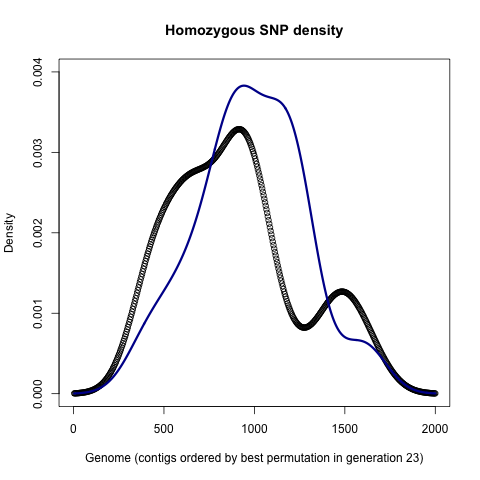 Homozygous SNP density
Density
0.004
0.003
0.002
0.001
0.000
0 500 1000 1500 2000
Genome (contigs ordered by best permutation in generation 23)